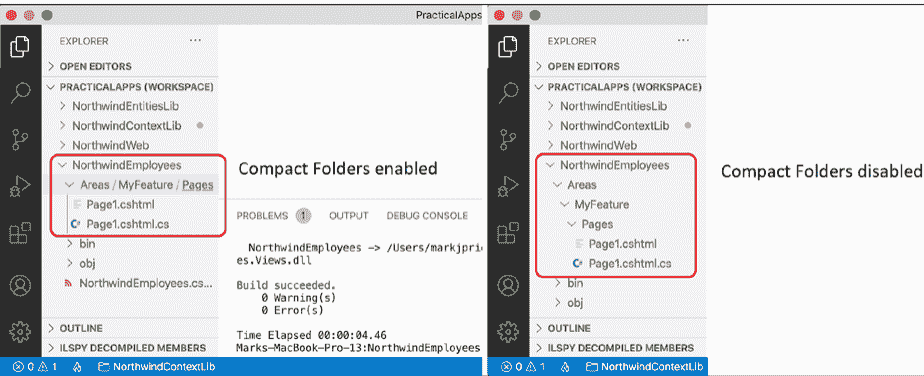 PracticalApps
EXPLORER ...
OPEN EDITORS
PRACTICALAPPS (WORKSPACE)
NorthwindEntitiesLib
NorthwindContextLib
NorthwindWeb
NorthwindEmployees
Areas / MyFeature / Pages
Page1.cshtml
C# Page1.cshtml.cs
bin
obj
NorthwindEmployees.cs...
OUTLINE
ILSPY DECOMPILED MEMBERS
0 1 NorthwindContextLib
Compact Folders enabled
PROBLEMS 1 OUTPUT DEBUG CONSOLE
NorthwindEmployees -> /Users/markjpri
es.Views.dll
Build succeeded.
0 Warning(s)
0 Error(s)
Time Elapsed 00:00:04.46
Marks-MacBook-Pro-13:NorthwindEmployees
EXPLORER ...
OPEN EDITORS
PRACTICALAPPS (WORKSPACE)
NorthwindEntitiesLib
NorthwindContextLib
NorthwindWeb
NorthwindEmployees
Areas
MyFeature
Pages
Page1.cshtml
C# Page1.cshtml.cs
bin
obj
OUTLINE
ILSPY DECOMPILED MEMBERS
0 1 NorthwindContextLib
Compact Folders disabled